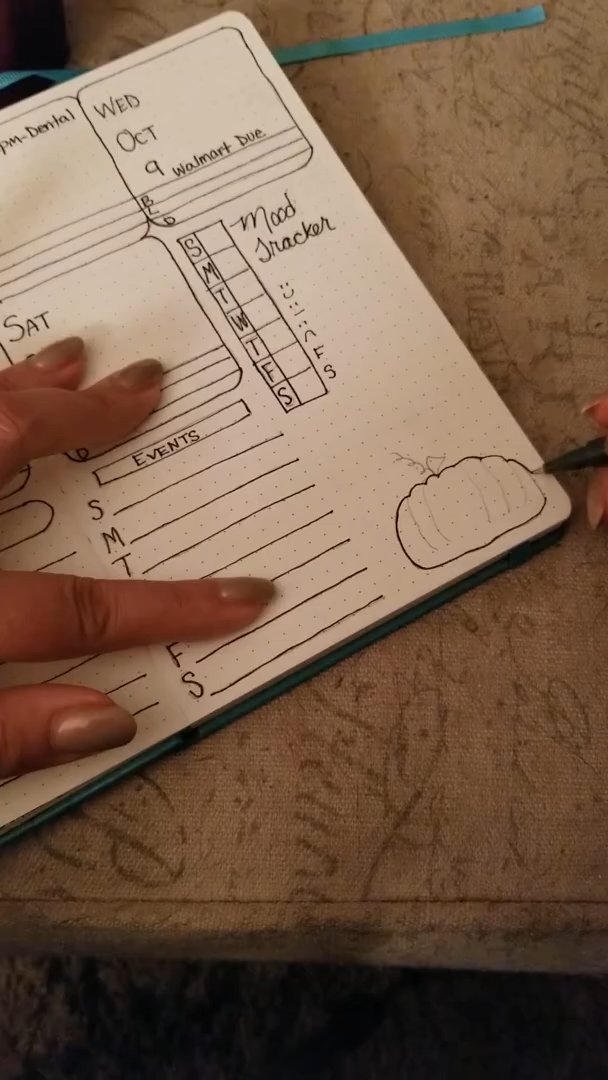 pm-Dental
WED
OCT
9 Walmart Due
B
L
D
Mood
Tracker
S
M
T
W
T
F
S
:) :| :(
F
S
SAT
EVENTS
S
M
T
F
S